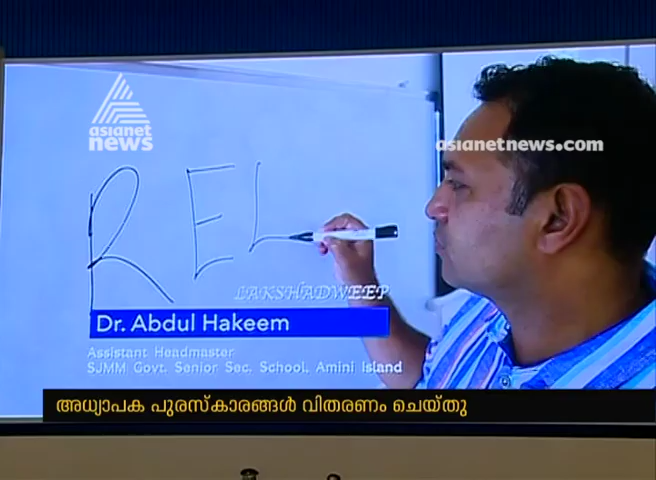 asianet
news
asianetnews.com
REL
LAKSHADWEEP
Dr. Abdul Hakeem
Assistant Headmaster
SJMM Govt. Senior Sec. School, Amini Island
അധ്യാപക പുരസ്കാരങ്ങൾ വിതരണം ചെയ്തു